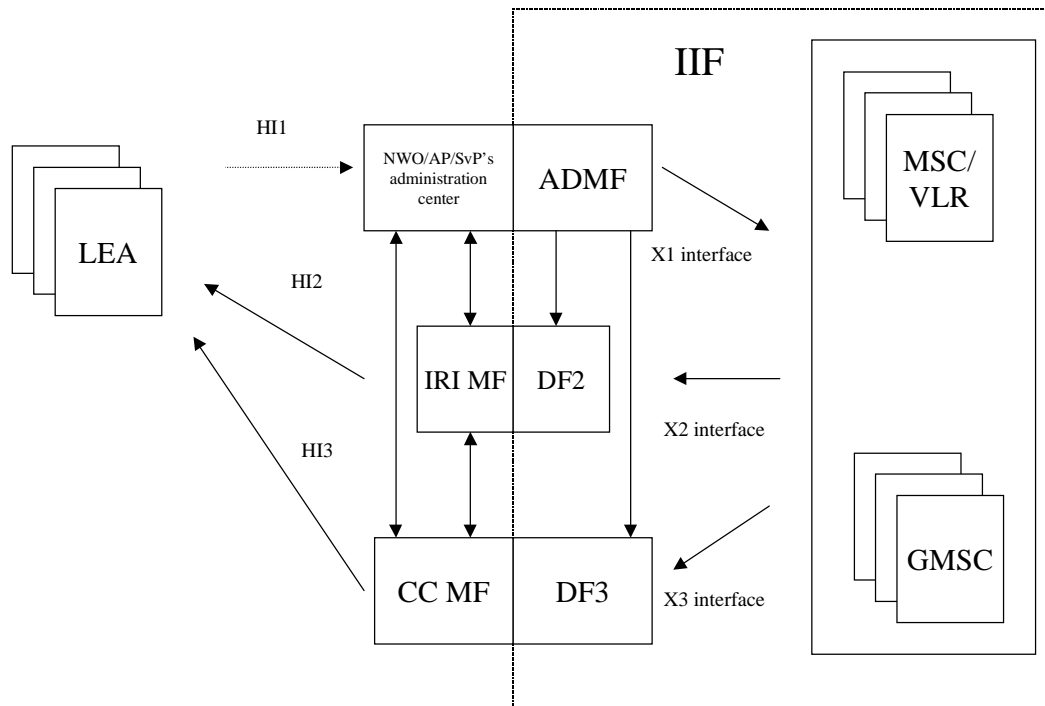 IIF
HI1
NWO/AP/SvP's
administration
center
ADMF
MSC/
VLR
LEA
X1 interface
HI2
IRI MF
DF2
X2 interface
HI3
GMSC
CC MF
DF3
X3 interface